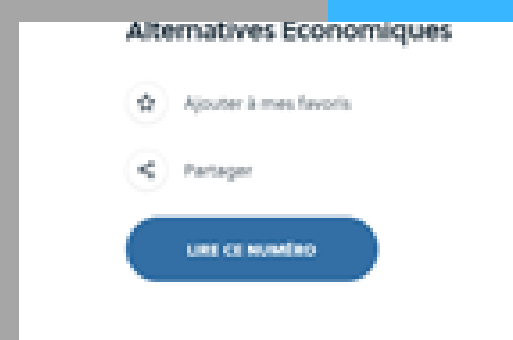 Alternatives Economiques
Ajouter à mes favoris
Partager
LIRE CE NUMÉRO